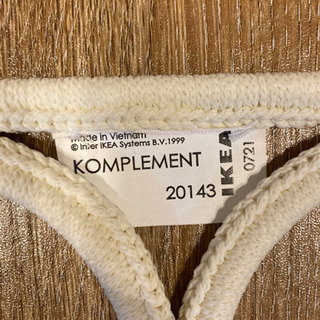 Made in Vietnam
© Inter IKEA Systems B.V. 1999
KOMPLEMENT
20143
IKEA
0721